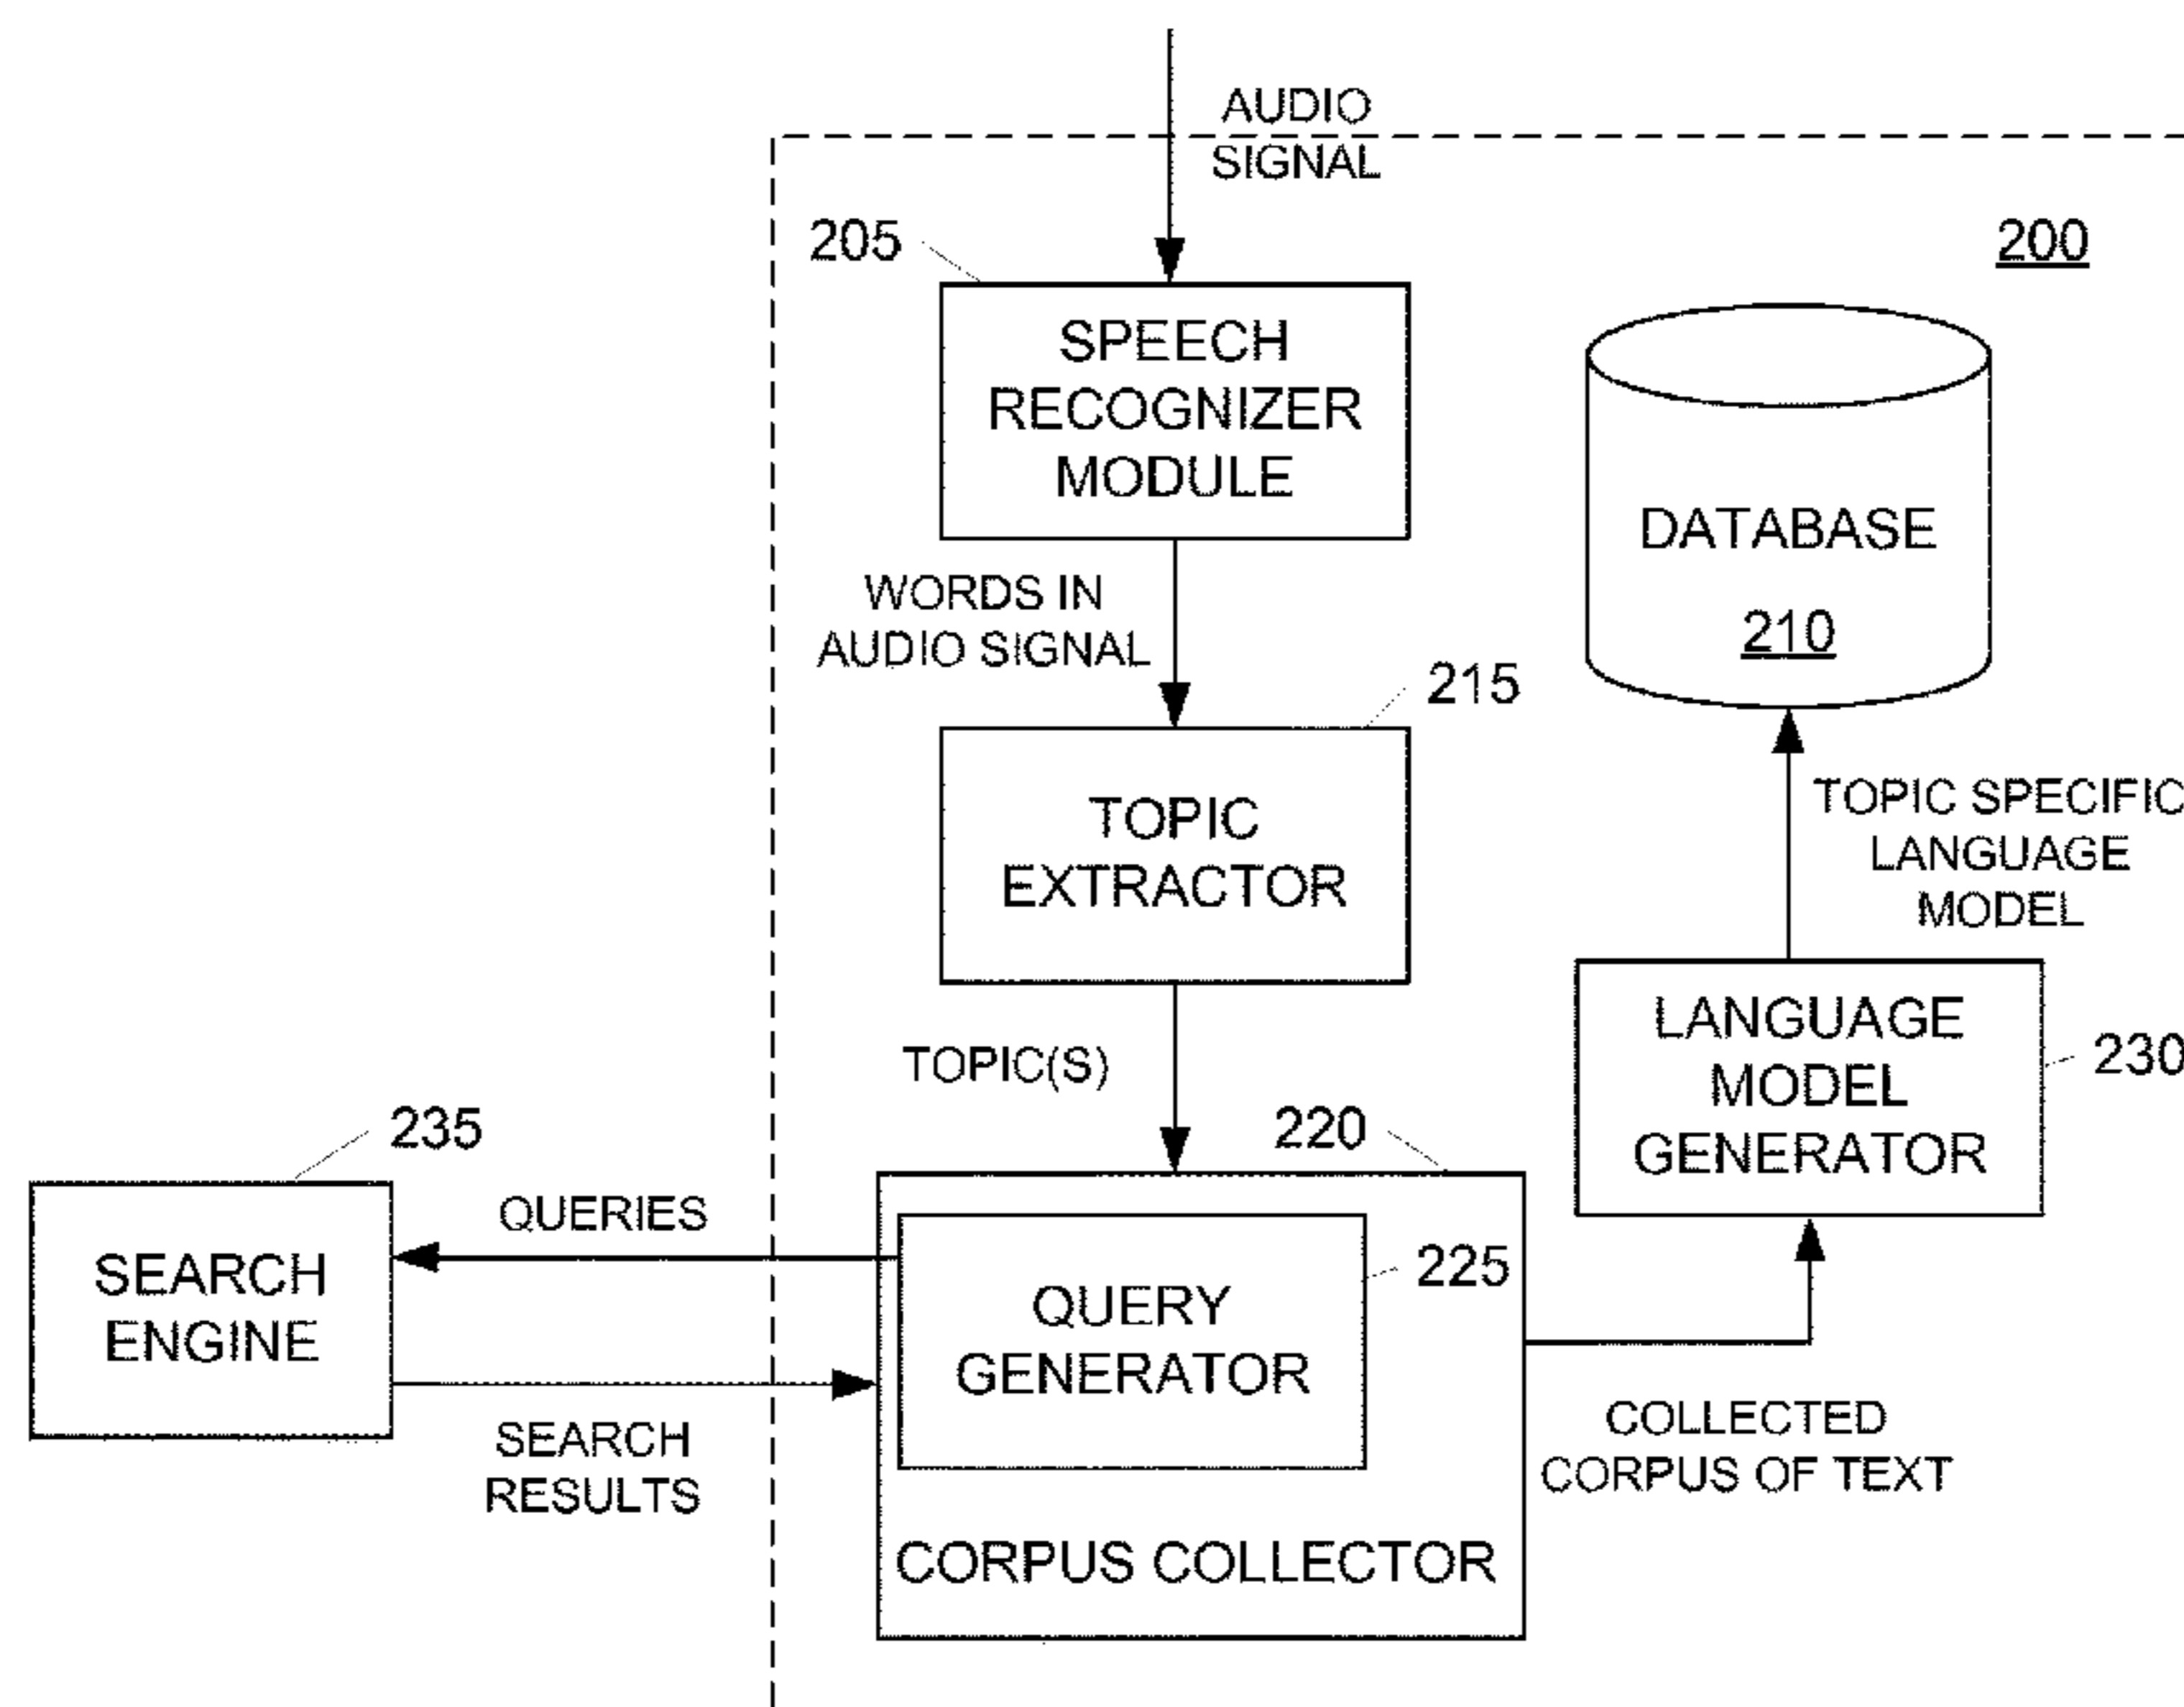 AUDIO
SIGNAL
205
200
SPEECH
RECOGNIZER
MODULE
DATABASE
210
WORDS IN
AUDIO SIGNAL
215
TOPIC
EXTRACTOR
TOPIC SPECIFIC
LANGUAGE
MODEL
TOPIC(S)
LANGUAGE
MODEL
GENERATOR
230
235
220
QUERIES
SEARCH
ENGINE
225
QUERY
GENERATOR
SEARCH
RESULTS
COLLECTED
CORPUS OF TEXT
CORPUS COLLECTOR